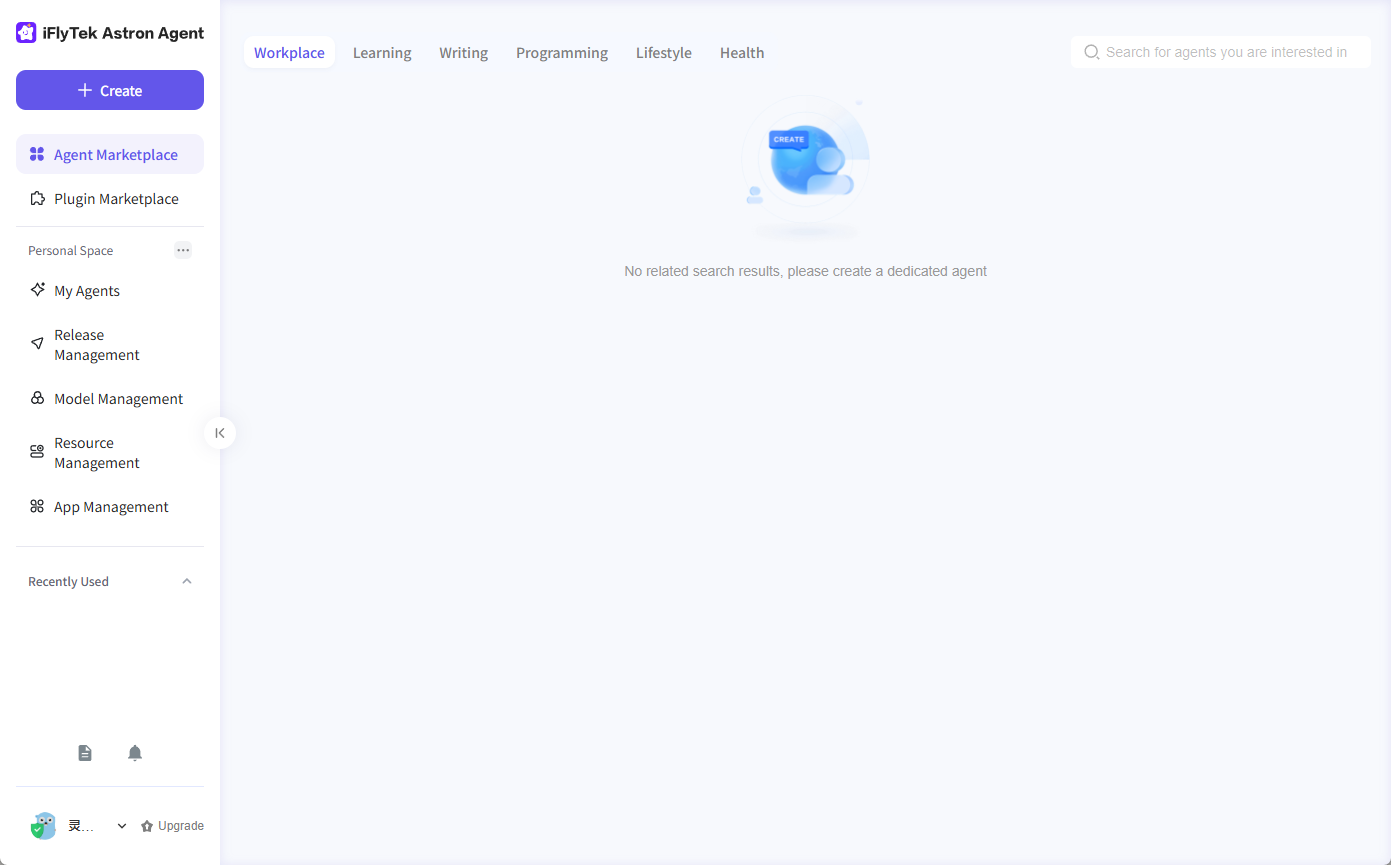 iFlyTek Astron Agent
Create
Agent Marketplace
Plugin Marketplace
Personal Space
My Agents
Release
Management
Model Management
Resource
Management
App Management
Recently Used
灵...
Upgrade
Workplace
Learning
Writing
Programming
Lifestyle
Health
Search for agents you are interested in
CREATE
No related search results, please create a dedicated agent